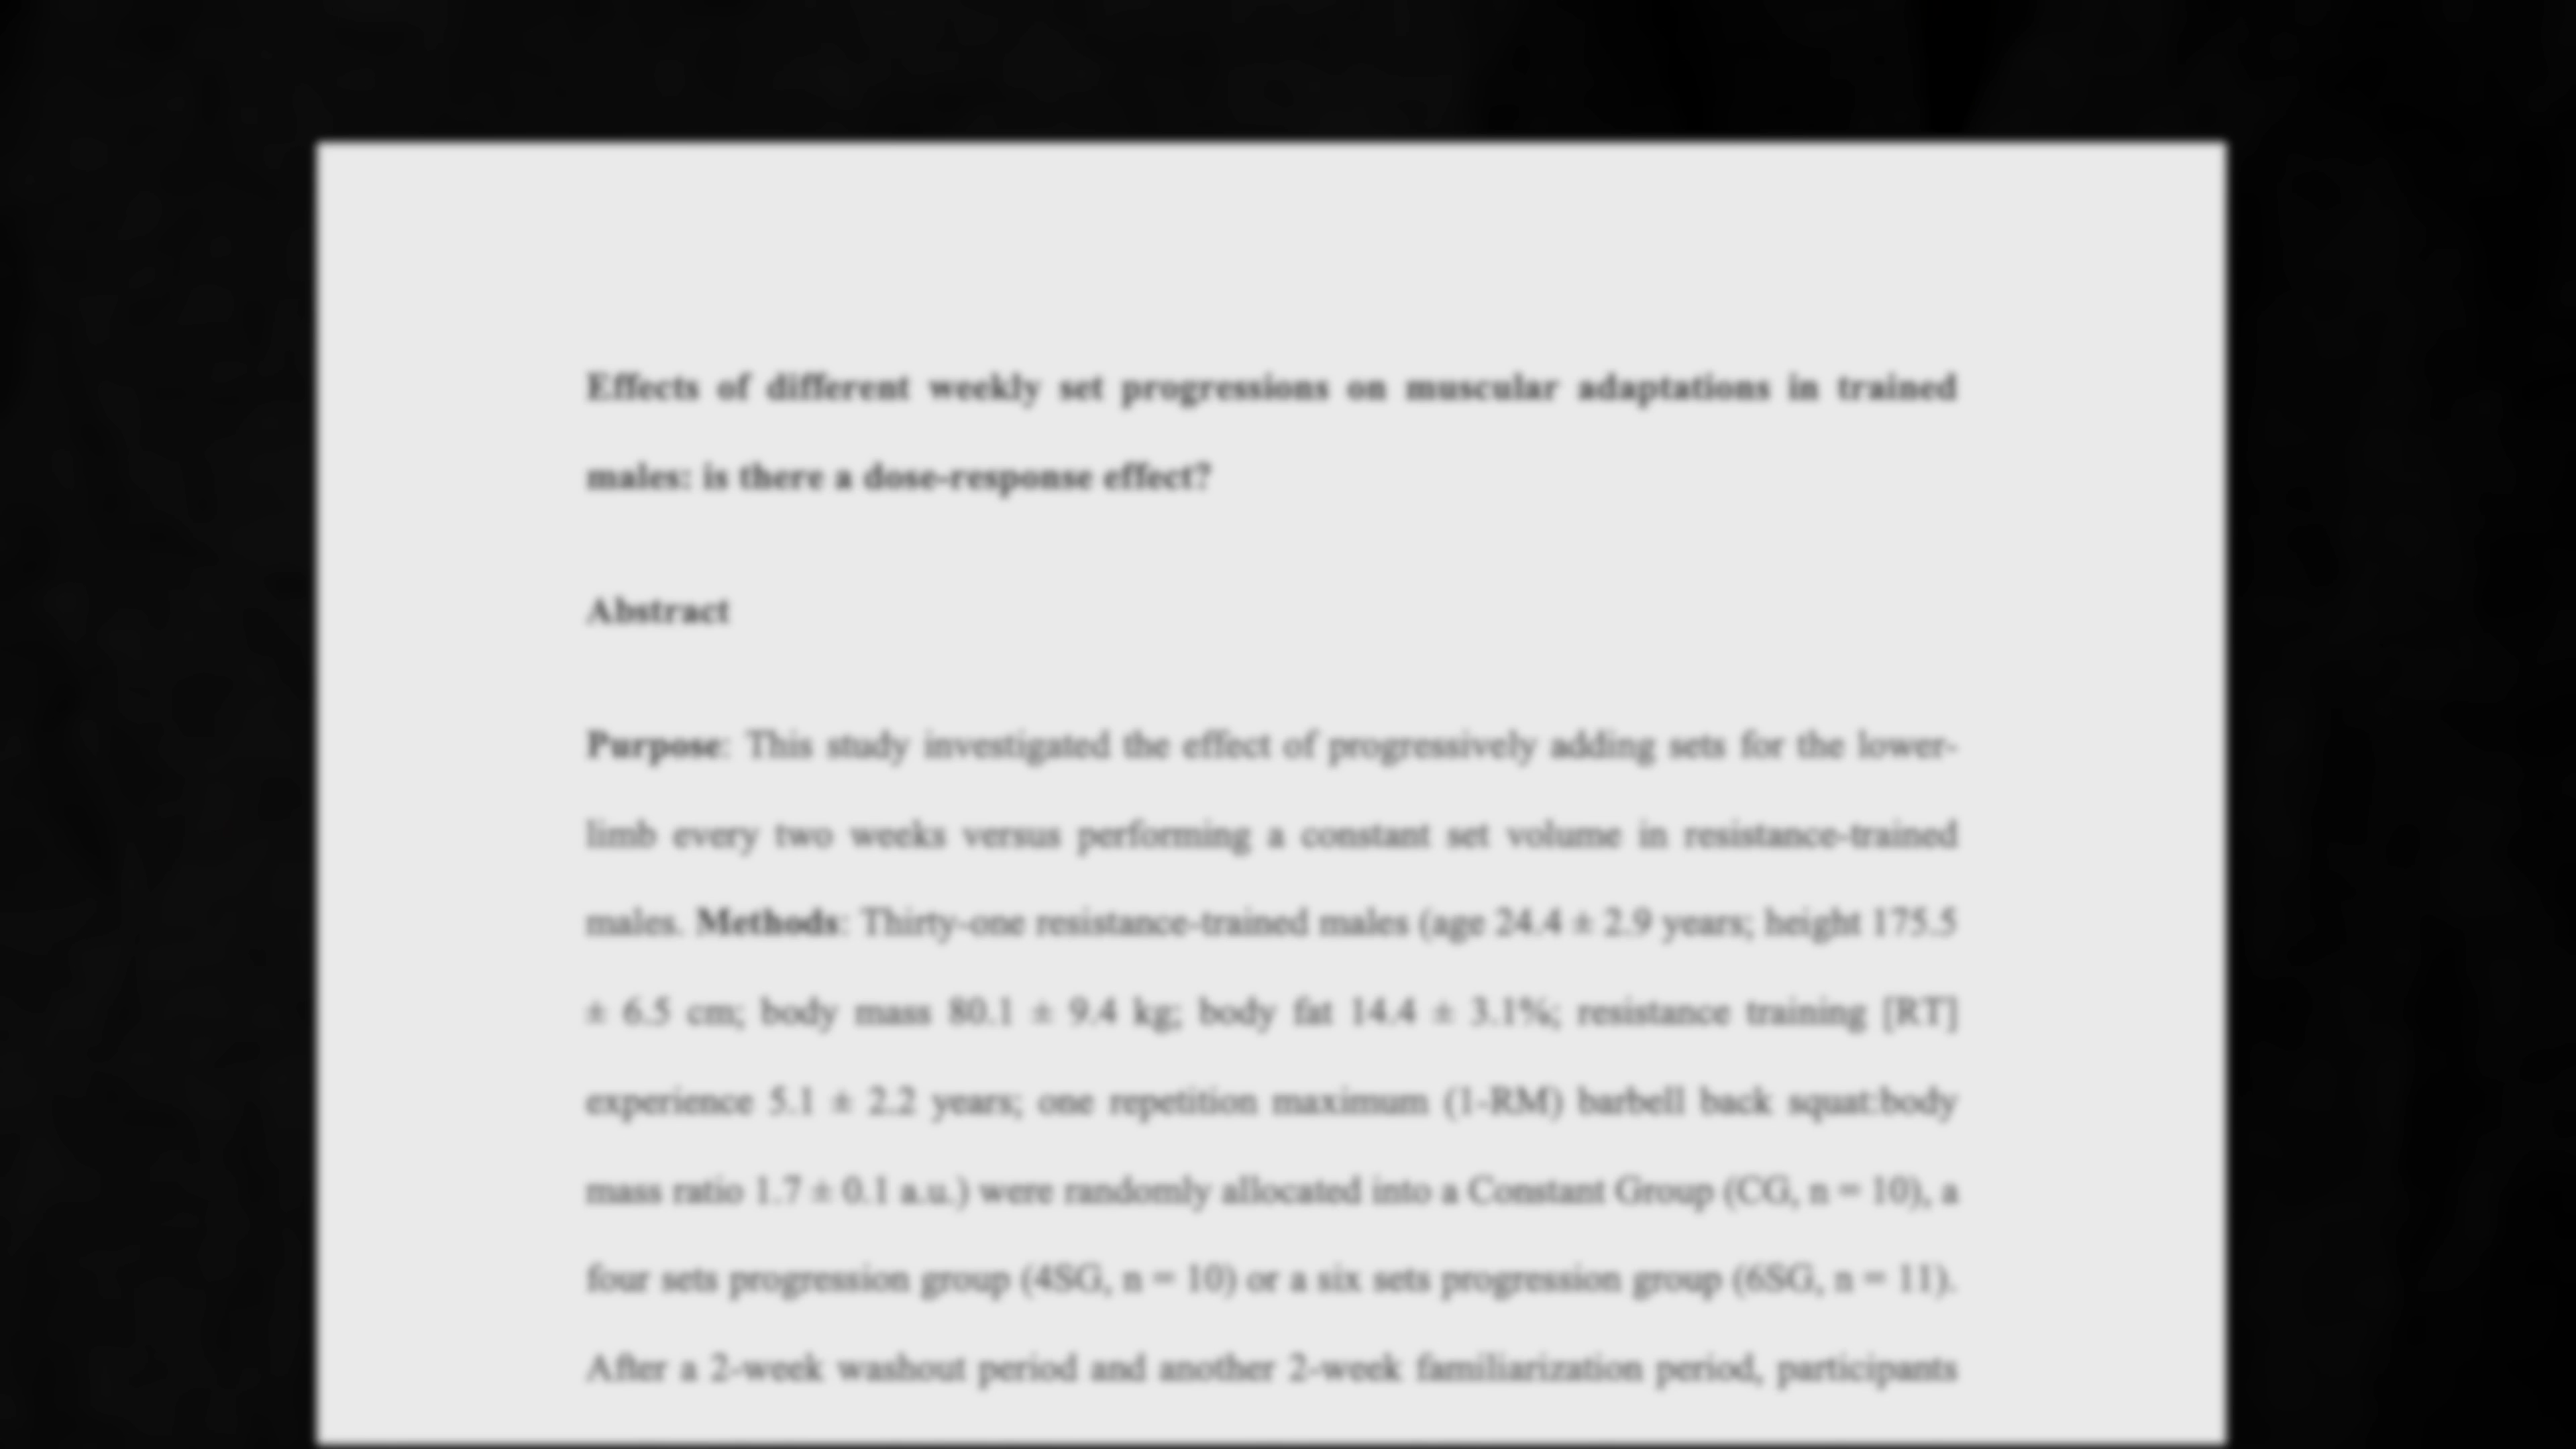 Effects of different weekly set progressions on muscular adaptations in trained
males: is there a dose-response effect?
Abstract
Purpose: This study investigated the effect of progressively adding sets for the lower-
limb every two weeks versus performing a constant set volume in resistance-trained
males. Methods: Thirty-one resistance-trained males (age 24.4 ± 2.9 years; height 175.5
± 6.5 cm; body mass 80.1 ± 9.4 kg; body fat 14.4 ± 3.1%; resistance training [RT]
experience 5.1 ± 2.2 years; one repetition maximum (1-RM) barbell back squat:body
mass ratio 1.7 ± 0.1 a.u.) were randomly allocated into a Constant Group (CG, n = 10), a
four sets progression group (4SG, n = 10) or a six sets progression group (6SG, n = 11).
After a 2-week washout period and another 2-week familiarization period, participants